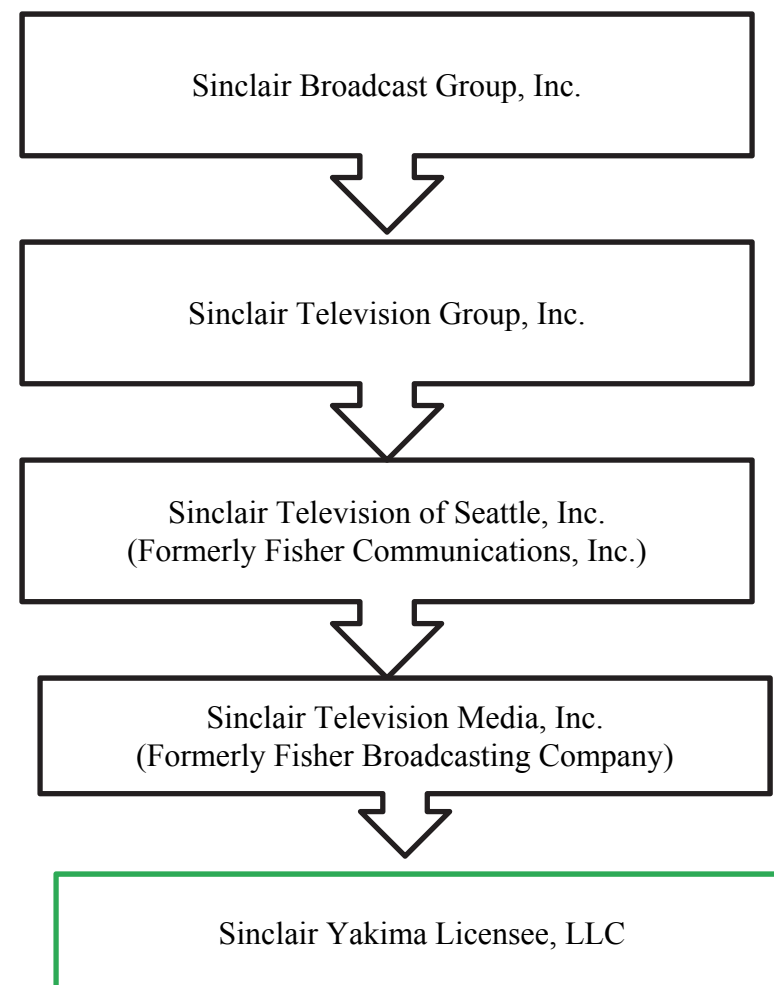 Sinclair Broadcast Group, Inc.
Sinclair Television Group, Inc.
Sinclair Television of Seattle, Inc.
(Formerly Fisher Communications, Inc.)
Sinclair Television Media, Inc.
(Formerly Fisher Broadcasting Company)
Sinclair Yakima Licensee, LLC